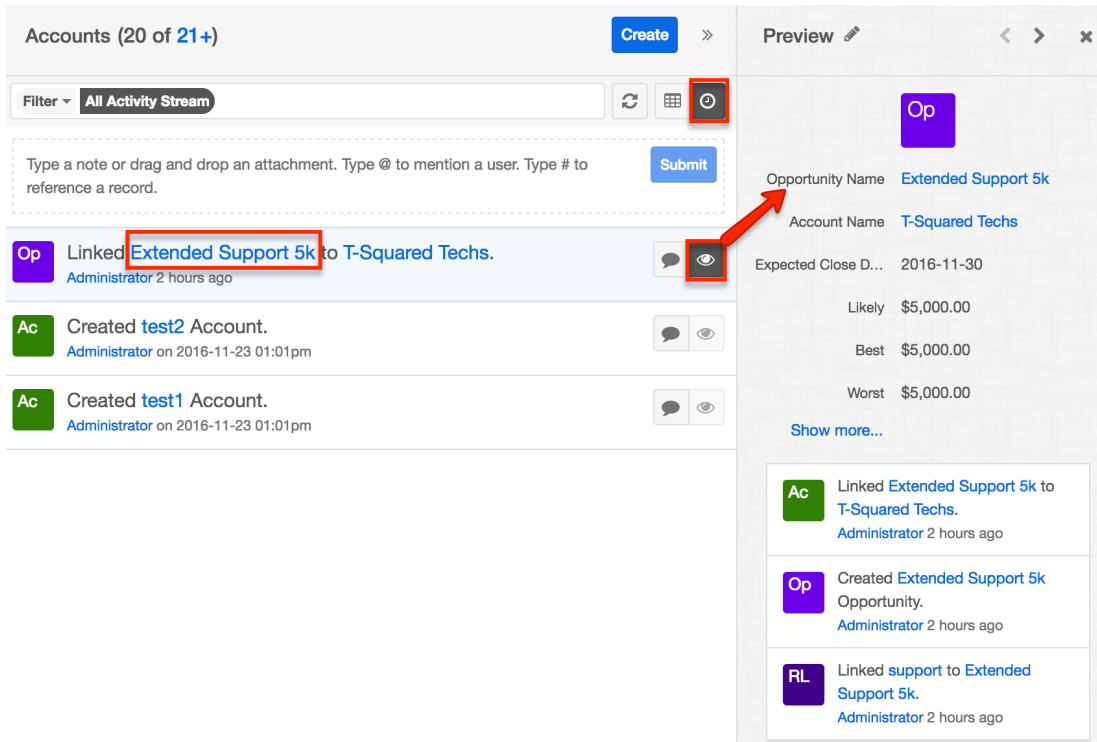 Accounts (20 of 21+)
Create
Filter
All Activity Stream
Type a note or drag and drop an attachment. Type @ to mention a user. Type # to
reference a record.
Submit
Op
Linked Extended Support 5k to T-Squared Techs.
Administrator 2 hours ago
Ac
Created test2 Account.
Administrator on 2016-11-23 01:01pm
Ac
Created test1 Account.
Administrator on 2016-11-23 01:01pm
Preview
Op
Opportunity Name Extended Support 5k
Account Name T-Squared Techs
Expected Close D... 2016-11-30
Likely $5,000.00
Best $5,000.00
Worst $5,000.00
Show more...
Ac
Linked Extended Support 5k to
T-Squared Techs.
Administrator 2 hours ago
Op
Created Extended Support 5k
Opportunity.
Administrator 2 hours ago
RL
Linked support to Extended
Support 5k.
Administrator 2 hours ago